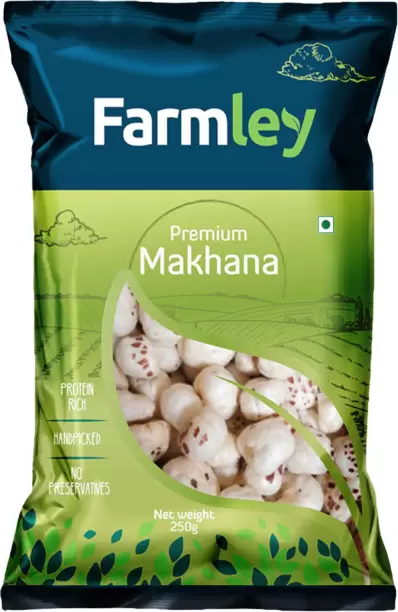 Farmley
Premium
Makhana
PROTEIN
RICH
HANDPICKED
NO
PRESERVATIVES
Net weight
250g